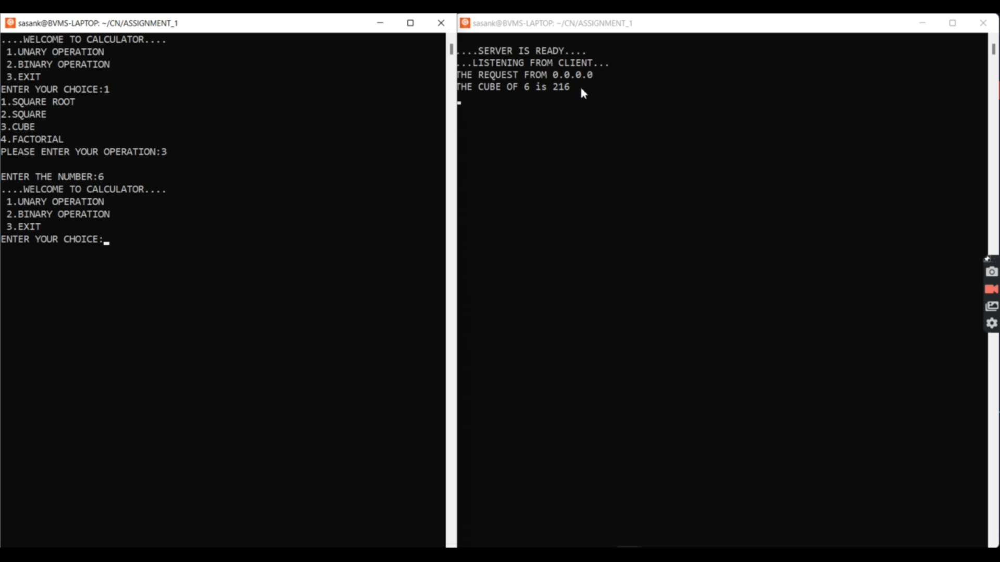 sasank@BVMS-LAPTOP: ~/CN/ASSIGNMENT_1
....WELCOME TO CALCULATOR....
1.UNARY OPERATION
2.BINARY OPERATION
3.EXIT
ENTER YOUR CHOICE:1
1.SQUARE ROOT
2.SQUARE
3.CUBE
4.FACTORIAL
PLEASE ENTER YOUR OPERATION:3
ENTER THE NUMBER:6
....WELCOME TO CALCULATOR....
1.UNARY OPERATION
2.BINARY OPERATION
3.EXIT
ENTER YOUR CHOICE:
sasank@BVMS-LAPTOP: ~/CN/ASSIGNMENT_1
....SERVER IS READY....
...LISTENING FROM CLIENT...
THE REQUEST FROM 0.0.0.0
THE CUBE OF 6 is 216